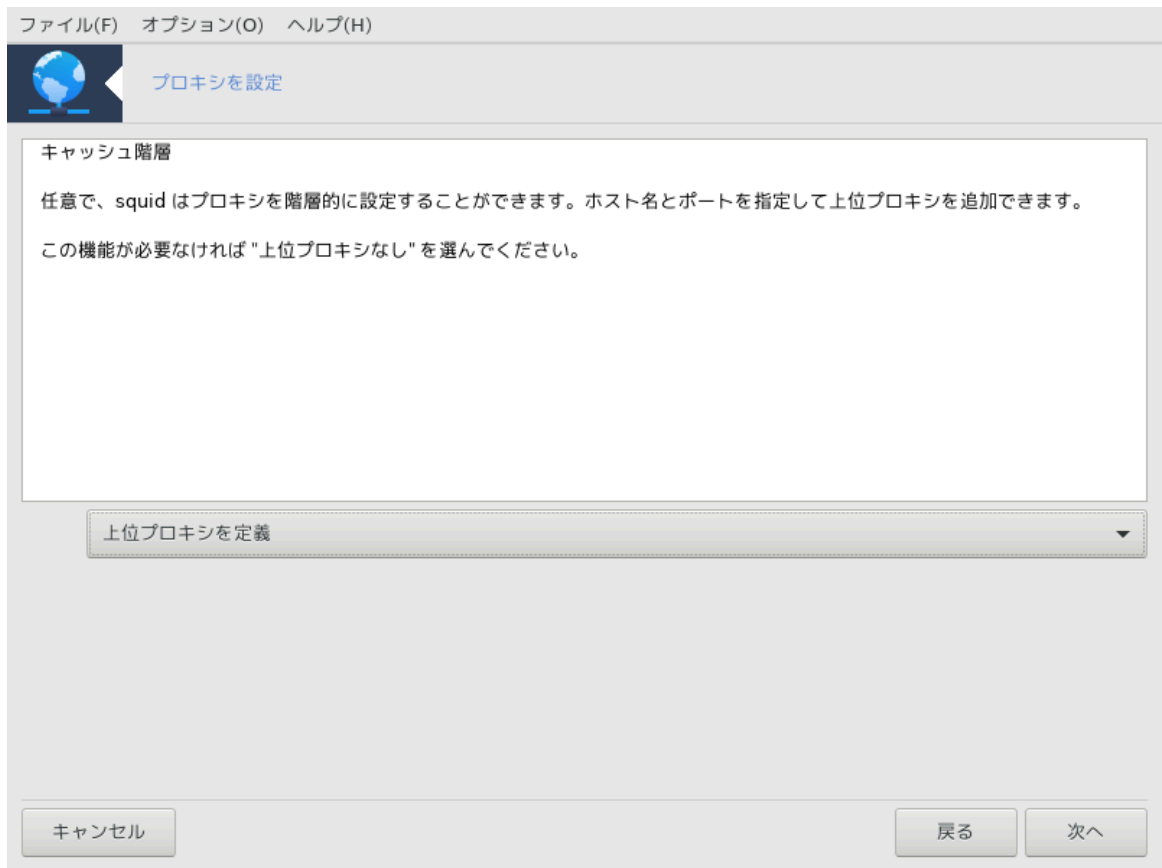 ファイル(F) オプション(O) ヘルプ(H)
プロキシを設定
キャッシュ階層
任意で、squid はプロキシを階層的に設定することができます。ホスト名とポートを指定して上位プロキシを追加できます。
この機能が必要なければ "上位プロキシなし" を選んでください。
上位プロキシを定義
キャンセル 戻る 次へ